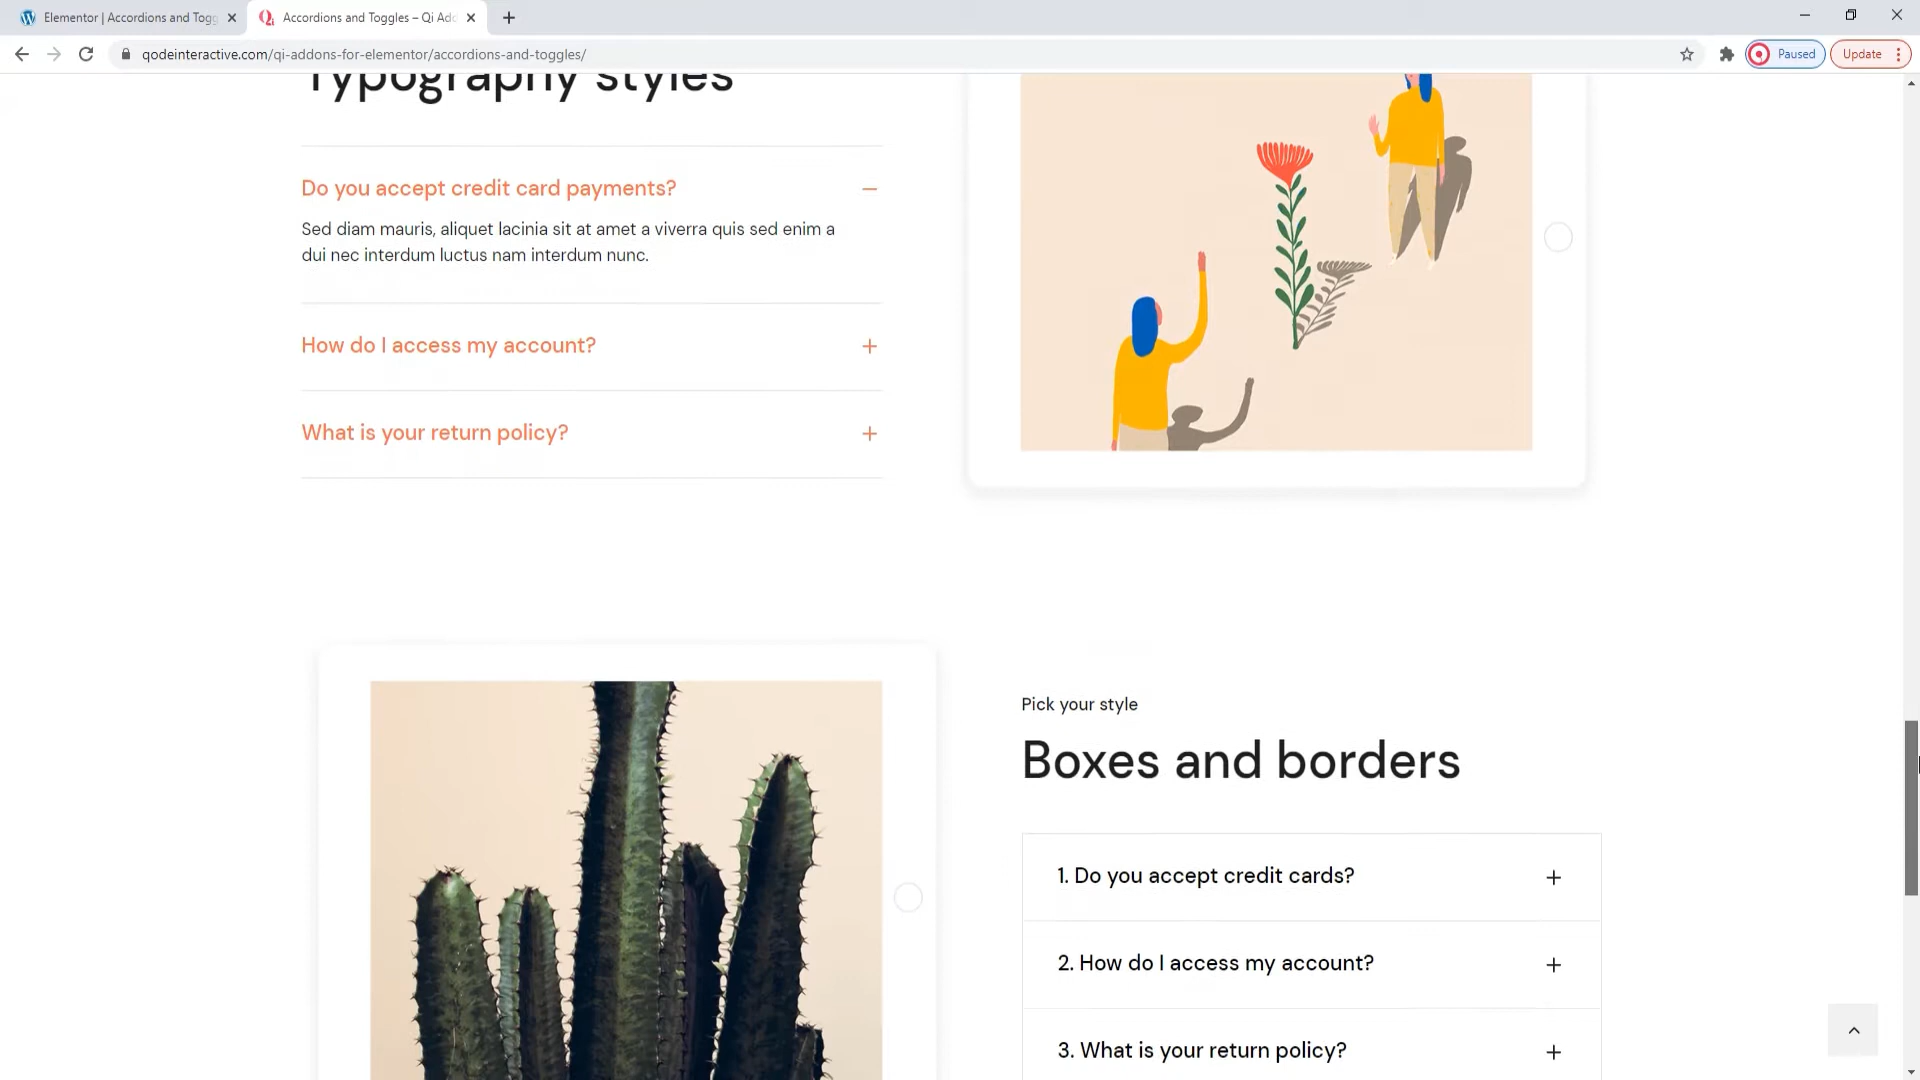 Elementor | Accordions and Togg
Accordions and Toggles – Qi Add
qodeinteractive.com/qi-addons-for-elementor/accordions-and-toggles/
Paused
Update
Typography styles
Do you accept credit card payments?
Sed diam mauris, aliquet lacinia sit at amet a viverra quis sed enim a
dui nec interdum luctus nam interdum nunc.
How do I access my account?
What is your return policy?
Pick your style
Boxes and borders
1. Do you accept credit cards?
2. How do I access my account?
3. What is your return policy?